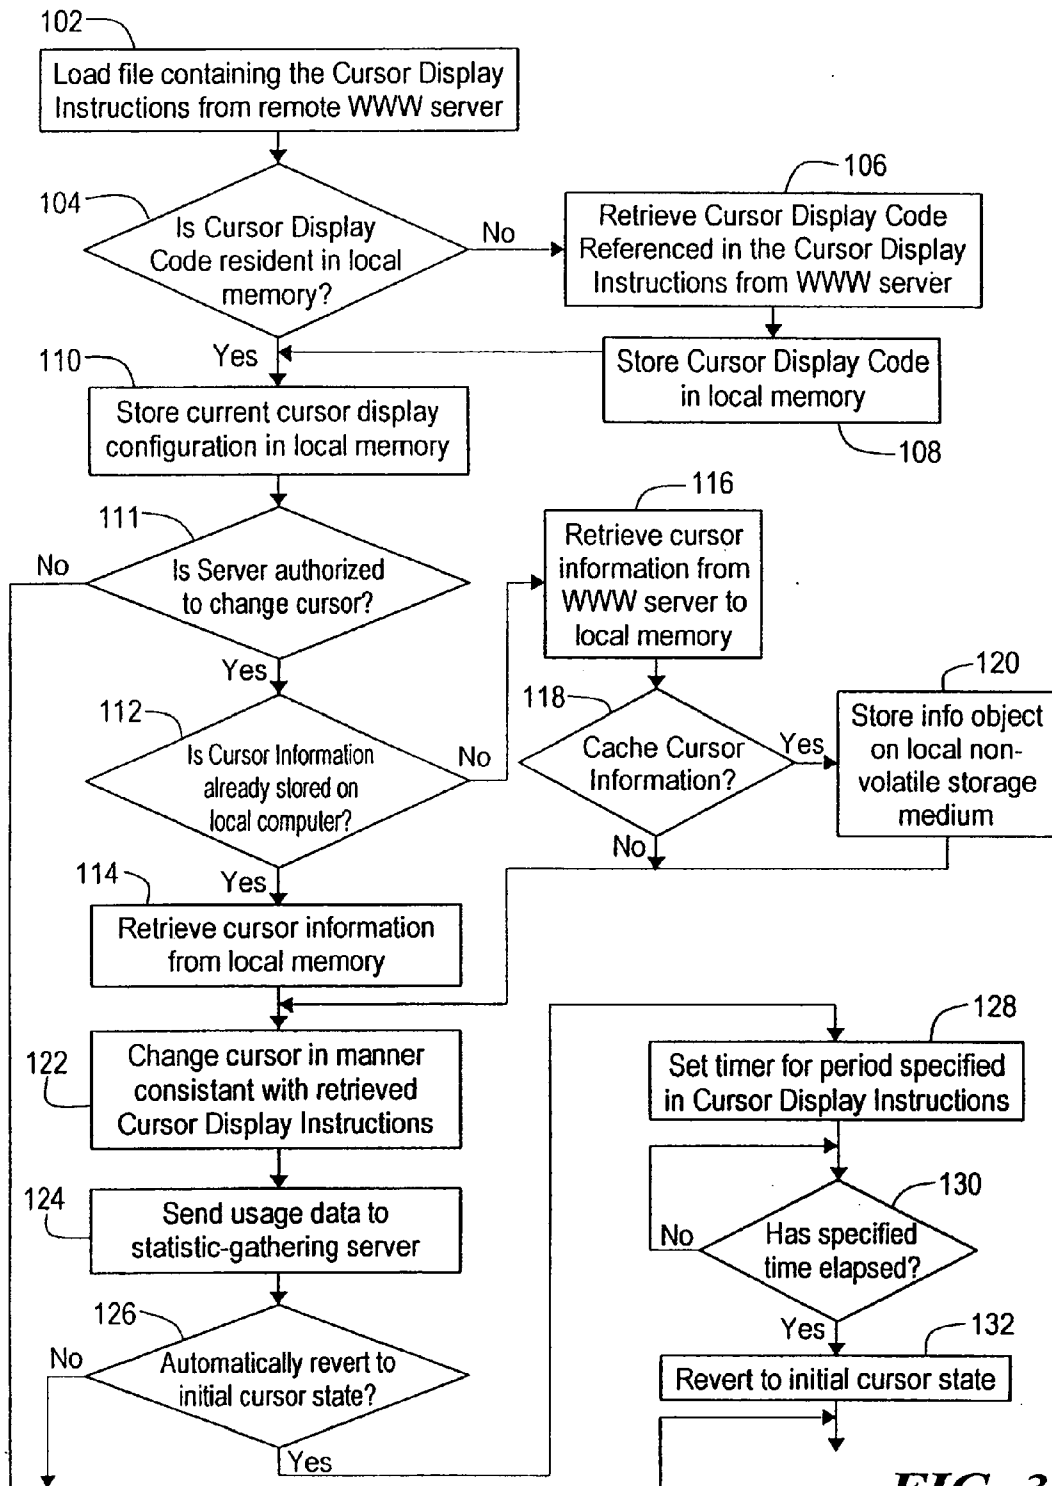 102
Load file containing the Cursor Display
Instructions from remote WWW server
104
Is Cursor Display
Code resident in local
memory?
No
106
Retrieve Cursor Display Code
Referenced in the Cursor Display
Instructions from WWW server
Yes
Store Cursor Display Code
in local memory
108
110
Store current cursor display
configuration in local memory
111
No
Is Server authorized
to change cursor?
Yes
116
Retrieve cursor
information from
WWW server to
local memory
112
Is Cursor Information
already stored on
local computer?
No
118
Cache Cursor
Information?
Yes
No
120
Store info object
on local non-
volatile storage
medium
Yes
114
Retrieve cursor information
from local memory
122
Change cursor in manner
consistant with retrieved
Cursor Display Instructions
124
Send usage data to
statistic-gathering server
126
No
Automatically revert to
initial cursor state?
Yes
128
Set timer for period specified
in Cursor Display Instructions
130
No
Has specified
time elapsed?
Yes
132
Revert to initial cursor state
FIG. 3